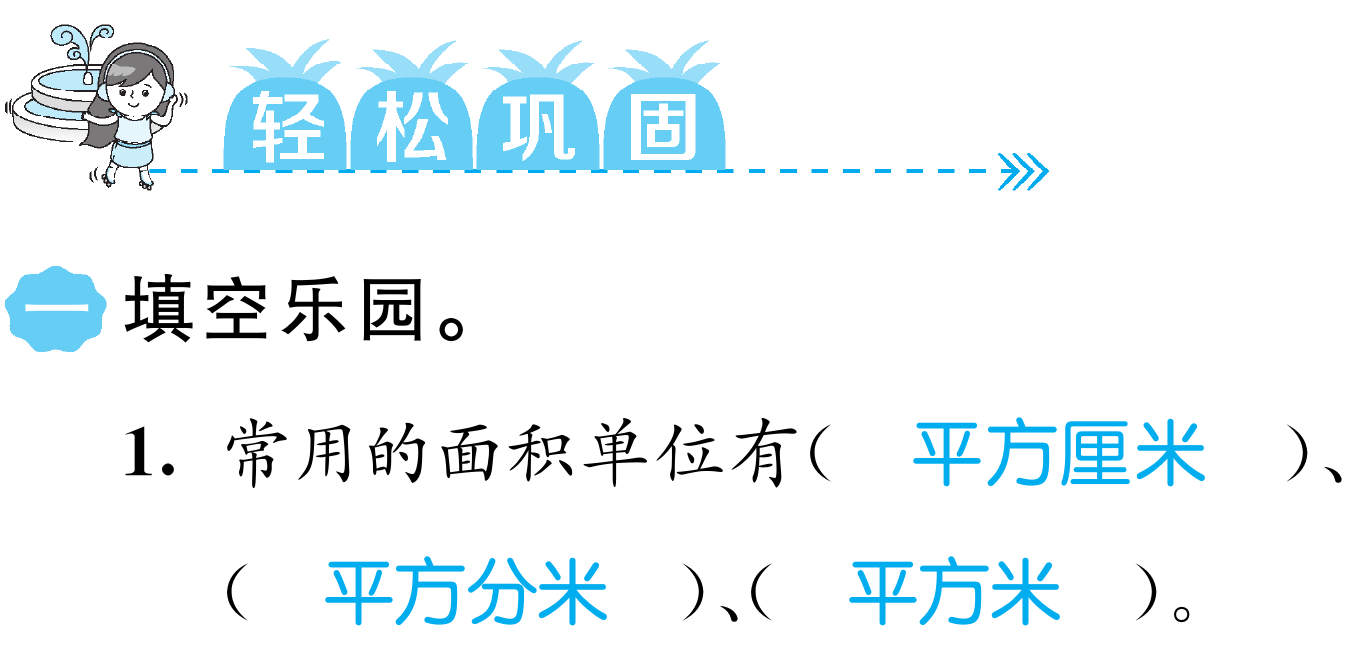 轻松巩固
一 填空乐园。
1. 常用的面积单位有( 平方厘米 )、
( 平方分米 )、( 平方米 )。